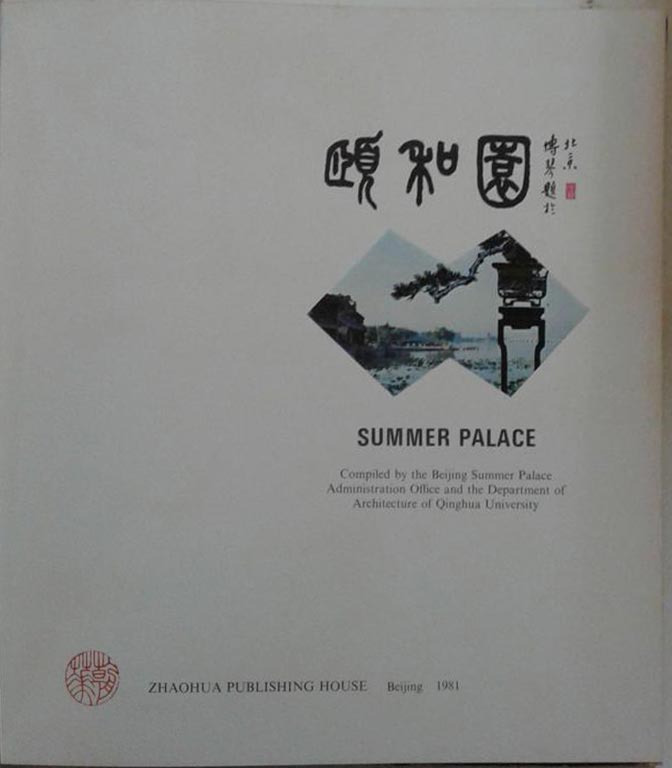 頤和園
北京
溥琴題於
SUMMER PALACE
Compiled by the Beijing Summer Palace
Administration Office and the Department of
Architecture of Qinghua University
ZHAOHUA PUBLISHING HOUSE Beijing 1981